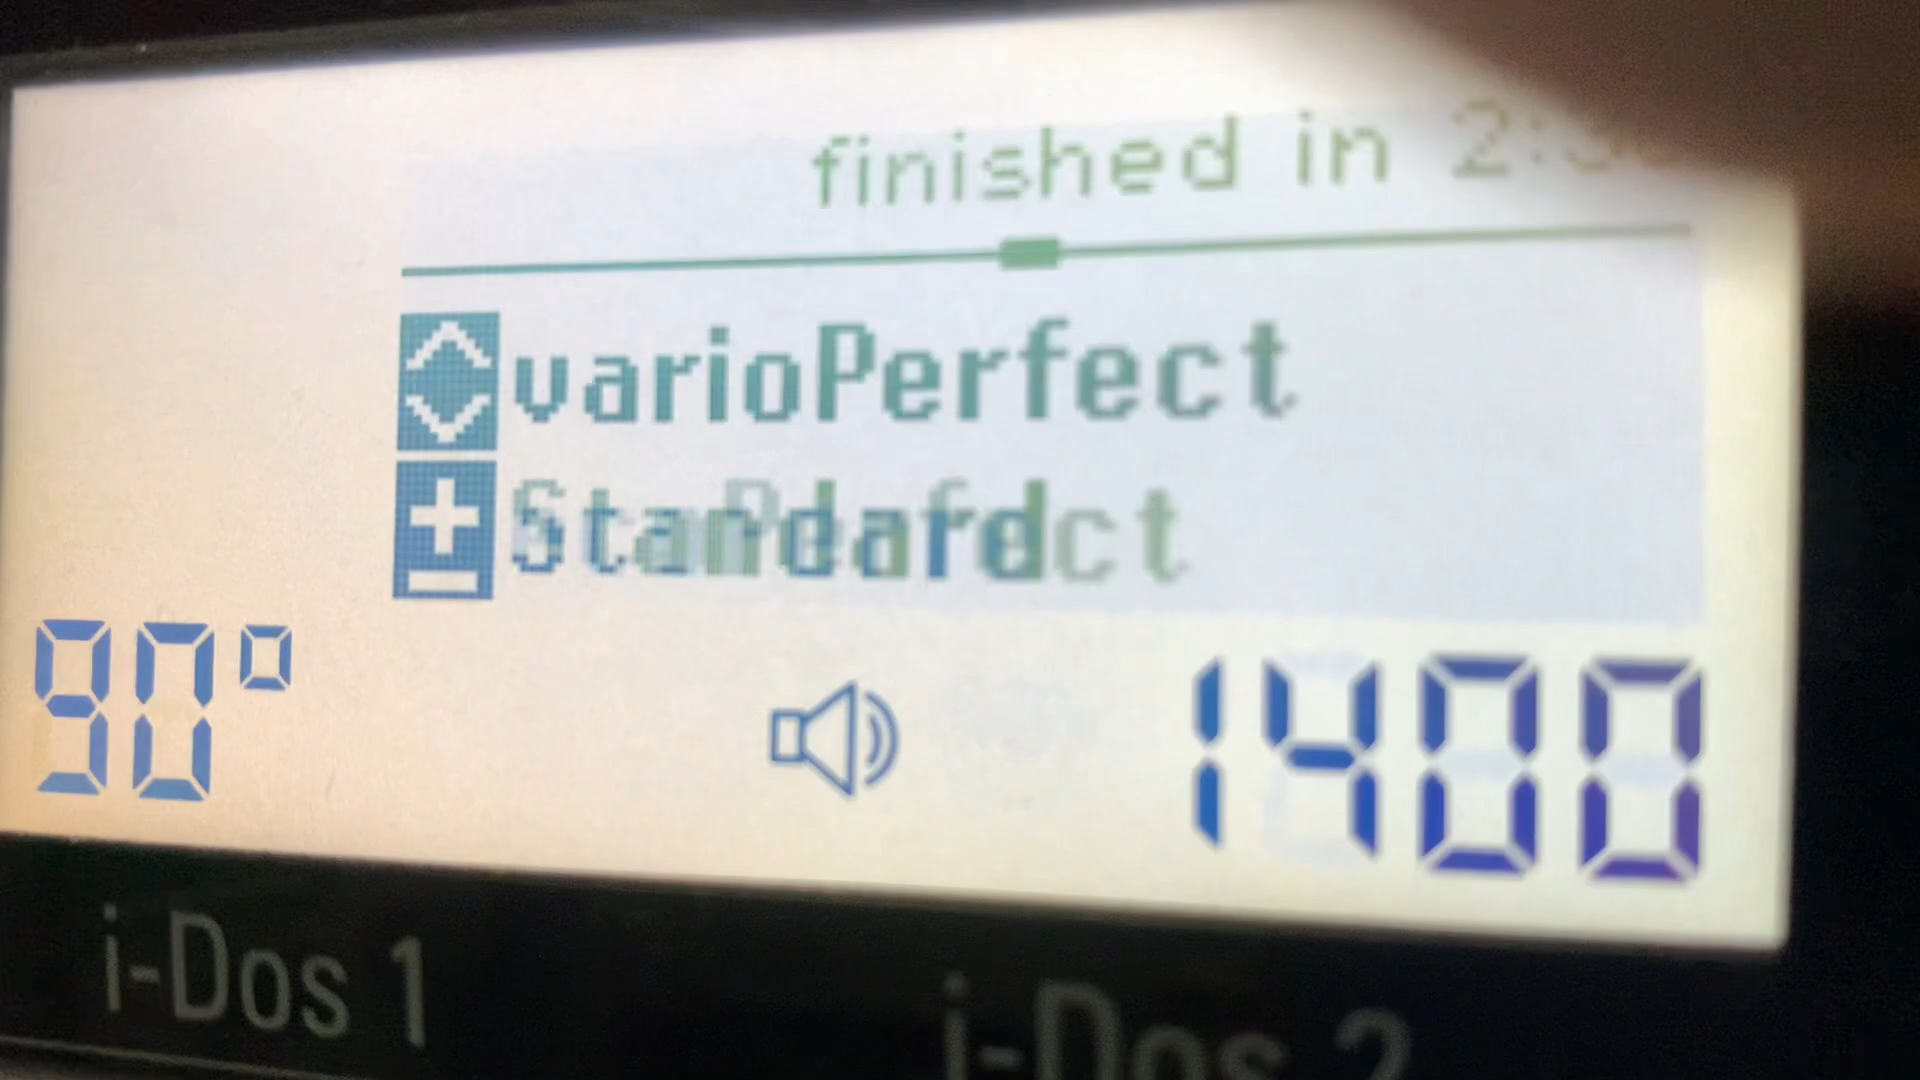 finished in
varioPerfect
Standard
90°
1400
i-Dos 1
i-Dos 2